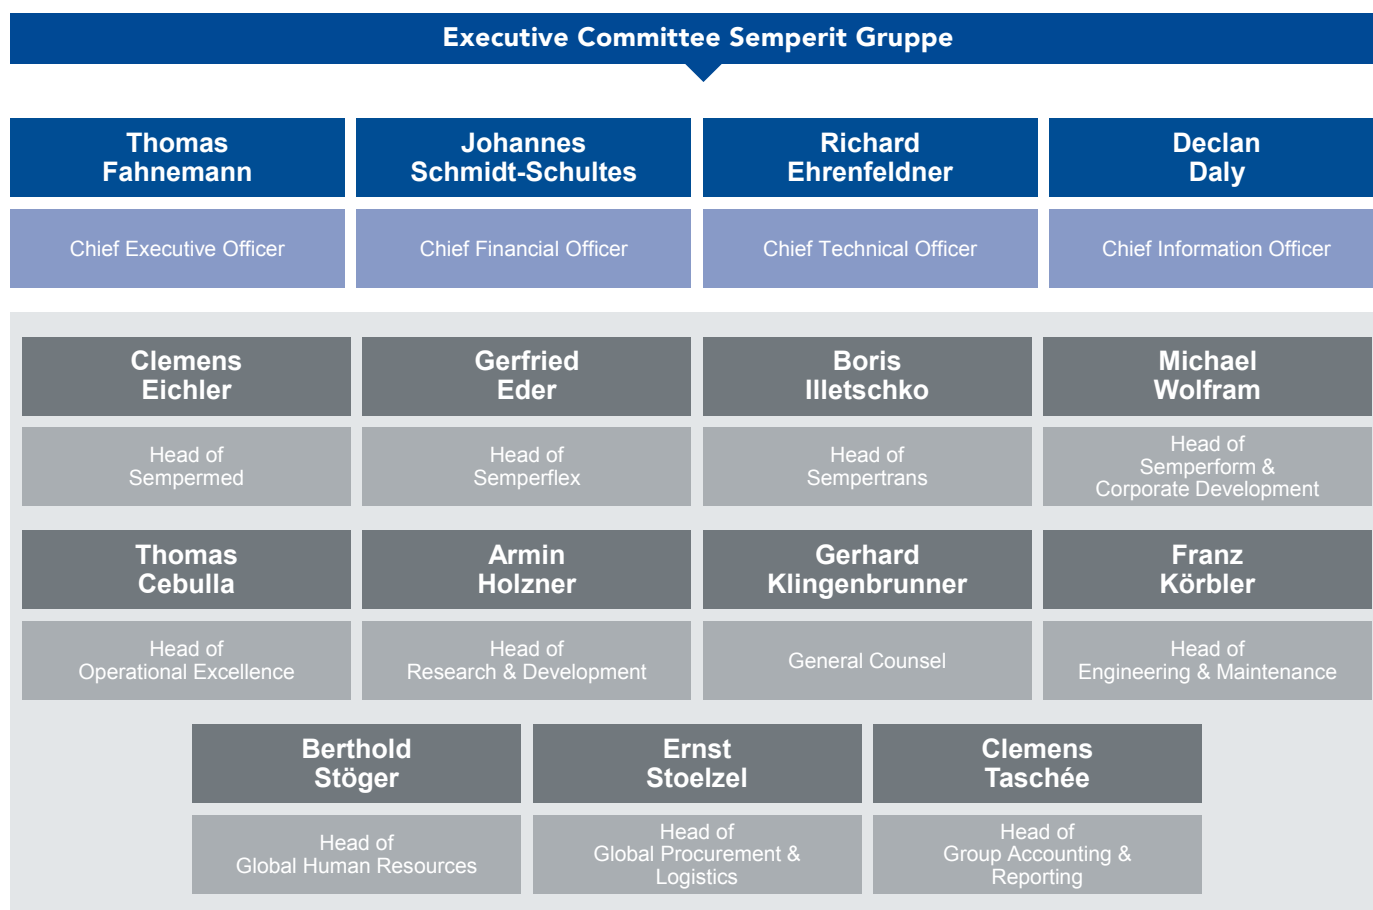 Executive Committee Semperit Gruppe
Thomas
Fahnemann
Johannes
Schmidt-Schultes
Richard
Ehrenfeldner
Declan
Daly
Chief Executive Officer
Chief Financial Officer
Chief Technical Officer
Chief Information Officer
Clemens
Eichler
Gerfried
Eder
Boris
Illetschko
Michael
Wolfram
Head of
Sempermed
Head of
Semperflex
Head of
Sempertrans
Head of
Semperform &
Corporate Development
Thomas
Cebulla
Armin
Holzner
Gerhard
Klingenbrunner
Franz
Körbler
Head of
Operational Excellence
Head of
Research & Development
General Counsel
Head of
Engineering & Maintenance
Berthold
Stöger
Ernst
Stoelzel
Clemens
Taschée
Head of
Global Human Resources
Head of
Global Procurement &
Logistics
Head of
Group Accounting &
Reporting